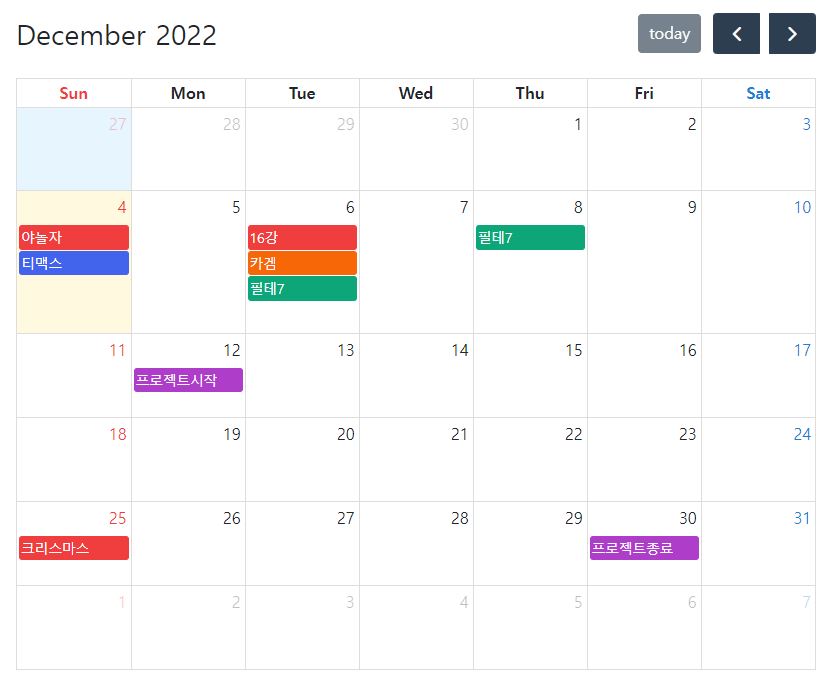 December 2022
today
Sun Mon Tue Wed Thu Fri Sat
27 28 29 30 1 2 3
4 5 6 7 8 9 10
야놀자 16강 필테7
티맥스 카겜
필테7
11 12 13 14 15 16 17
프로젝트시작
18 19 20 21 22 23 24
25 26 27 28 29 30 31
크리스마스 프로젝트종료
1 2 3 4 5 6 7